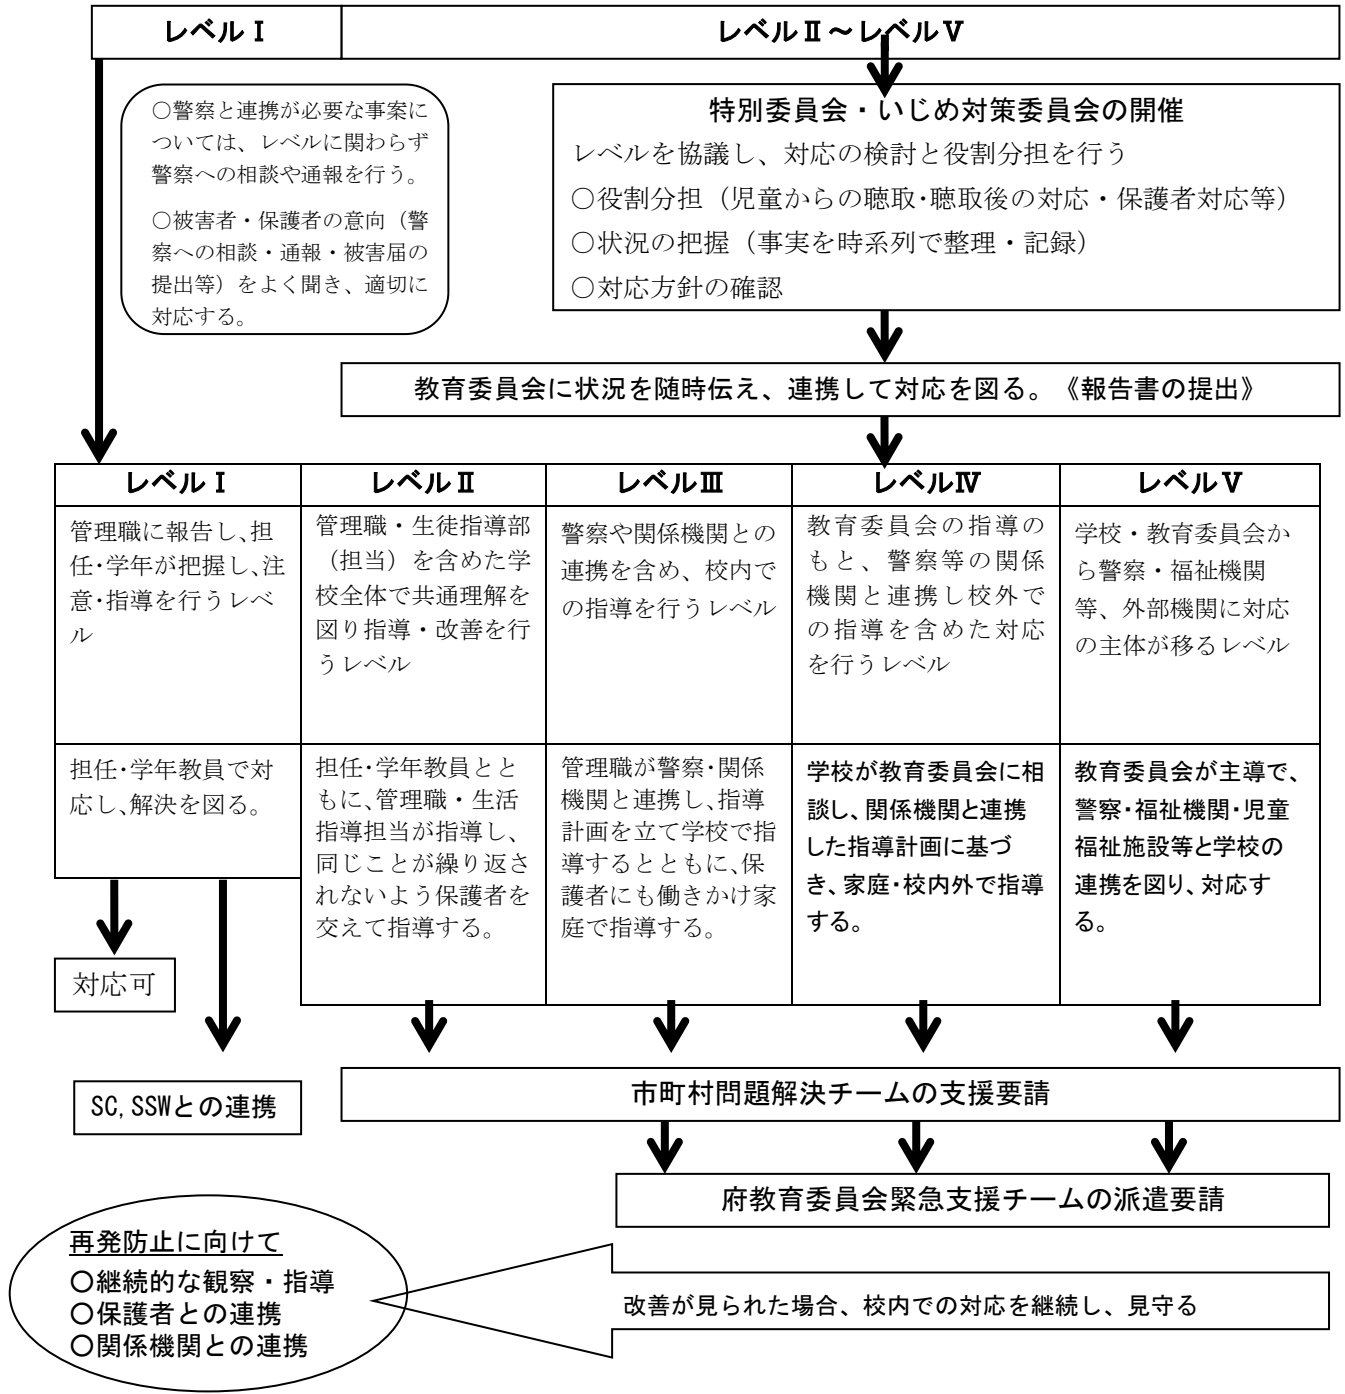 レベルⅠ
レベルⅡ～レベルⅤ
○警察と連携が必要な事案に
ついては、レベルに関わらず
警察への相談や通報を行う。
○被害者・保護者の意向（警
察への相談・通報・被害届の
提出等）をよく聞き、適切に
対応する。
特別委員会・いじめ対策委員会の開催
レベルを協議し、対応の検討と役割分担を行う
○役割分担（児童からの聴取・聴取後の対応・保護者対応等）
○状況の把握（事実を時系列で整理・記録）
○対応方針の確認
教育委員会に状況を随時伝え、連携して対応を図る。《報告書の提出》
レベルⅠ
レベルⅡ
レベルⅢ
レベルⅣ
レベルⅤ
管理職に報告し、担
任・学年が把握し、注
意・指導を行うレベ
ル
管理職・生徒指導部
（担当）を含めた学
校全体で共通理解を
図り指導・改善を行
うレベル
警察や関係機関との
連携を含め、校内で
の指導を行うレベル
教育委員会の指導の
もと、警察等の関係
機関と連携し校外で
の指導を含めた対応
を行うレベル
学校・教育委員会か
ら警察・福祉機関
等、外部機関に対応
の主体が移るレベル
担任・学年教員で対
応し、解決を図る。
担任・学年教員とと
もに、管理職・生活
指導担当が指導し、
同じことが繰り返さ
れないよう保護者を
交えて指導する。
管理職が警察・関係
機関と連携し、指導
計画を立て学校で指
導するとともに、保
護者にも働きかけ家
庭で指導する。
学校が教育委員会に相
談し、関係機関と連携
した指導計画に基づ
き、家庭・校内外で指導
する。
教育委員会が主導で、
警察・福祉機関・児童
福祉施設等と学校の
連携を図り、対応す
る。
対応可
SC,SSWとの連携
市町村問題解決チームの支援要請
府教育委員会緊急支援チームの派遣要請
再発防止に向けて
○継続的な観察・指導
○保護者との連携
○関係機関との連携
改善が見られた場合、校内での対応を継続し、見守る